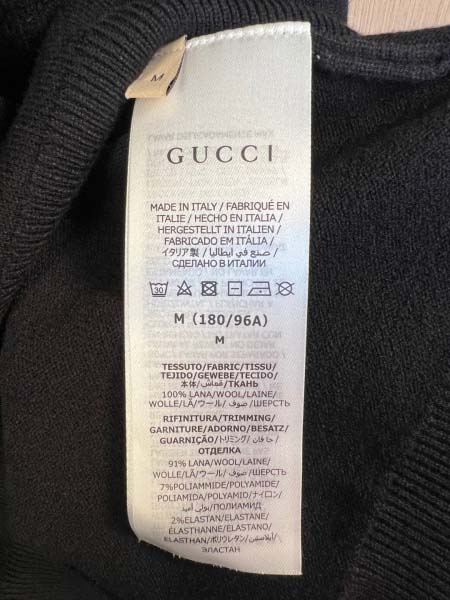 M
GUCCI
MADE IN ITALY / FABRIQUÉ EN
ITALIE / HECHO EN ITALIA /
HERGESTELLT IN ITALIEN /
FABRICADO EM ITÁLIA /
イタリア製 / صنع في ايطاليا /
СДЕЛАНО В ИТАЛИИ
30
M (180/96A)
M
TESSUTO/FABRIC/TISSU/
TEJIDO/GEWEBE/TECIDO/
本体/قماش/ТКАНЬ
100% LANA/WOOL/LAINE/
WOLLE/LÃ/ウール/صوف/ШЕРСТЬ
RIFINITURA/TRIMMING/
GARNITURE/ADORNO/BESATZ/
GUARNIÇÃO/トリミング/حافان/
ОТДЕЛКА
91% LANA/WOOL/LAINE/
WOLLE/LÃ/ウール/صوف/ШЕРСТЬ
7%POLIAMMIDE/POLYAMIDE/
POLIAMIDA/POLYAMID/ナイロン/
بولي أميد/ПОЛИАМИД
2%ELASTAN/ELASTANE/
ÉLASTHANNE/ELASTANO/
ELASTHAN/ポリウレタン/ايلاستين/
ЭЛАСТАН